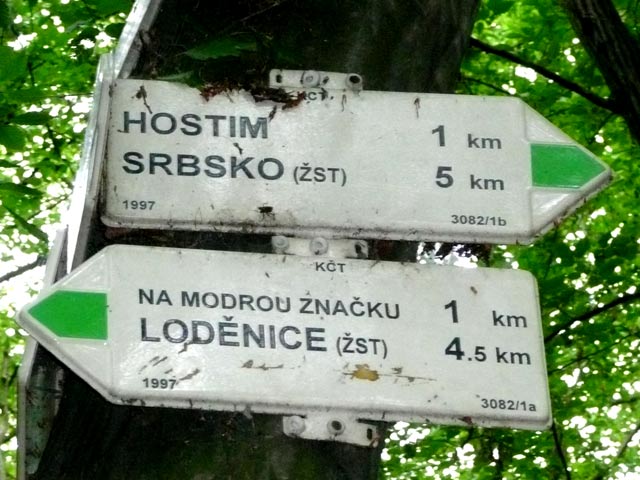 KČT
HOSTIM 1 km
SRBSKO (ŽST) 5 km
1997 3082/1b
KČT
NA MODROU ZNAČKU 1 km
LODĚNICE (ŽST) 4.5 km
1997 3082/1a